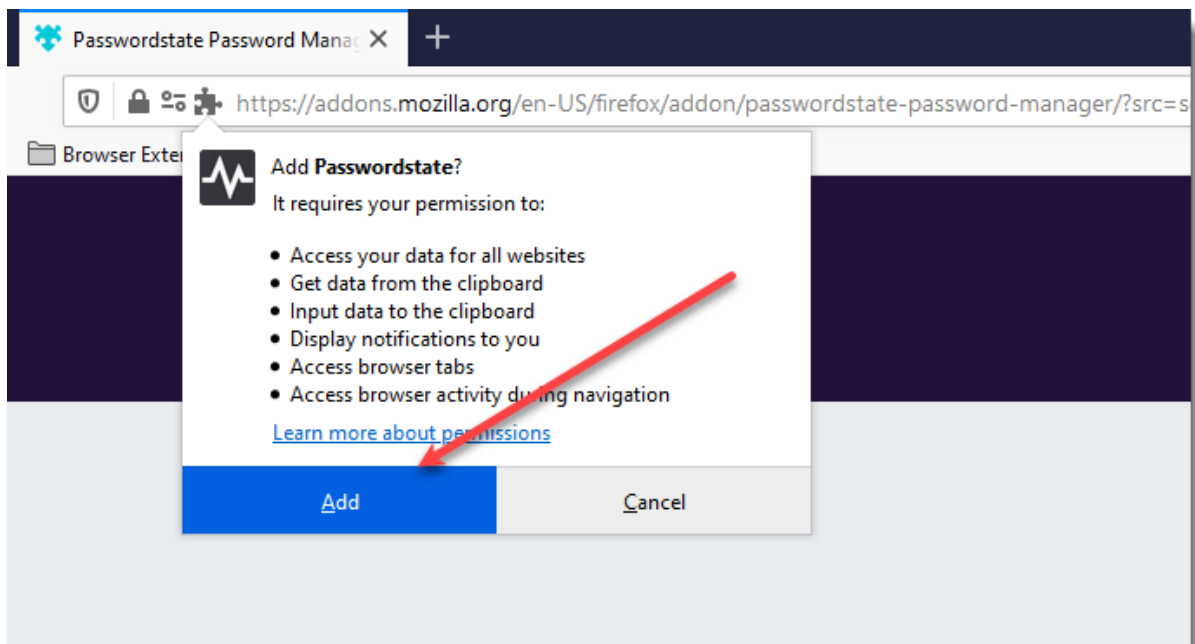 Passwordstate Password Manag
https://addons.mozilla.org/en-US/firefox/addon/passwordstate-password-manager/?src=s
Browser Exte
Add Passwordstate?
It requires your permission to:
• Access your data for all websites
• Get data from the clipboard
• Input data to the clipboard
• Display notifications to you
• Access browser tabs
• Access browser activity during navigation
Learn more about permissions
Add Cancel